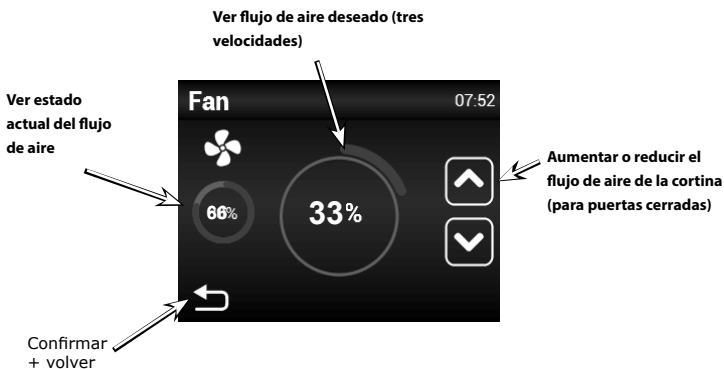 Ver flujo de aire deseado (tres
velocidades)
Ver estado
actual del flujo
de aire
Fan
07:52
66%
33%
Aumentar o reducir el
flujo de aire de la cortina
(para puertas cerradas)
Confirmar
+ volver